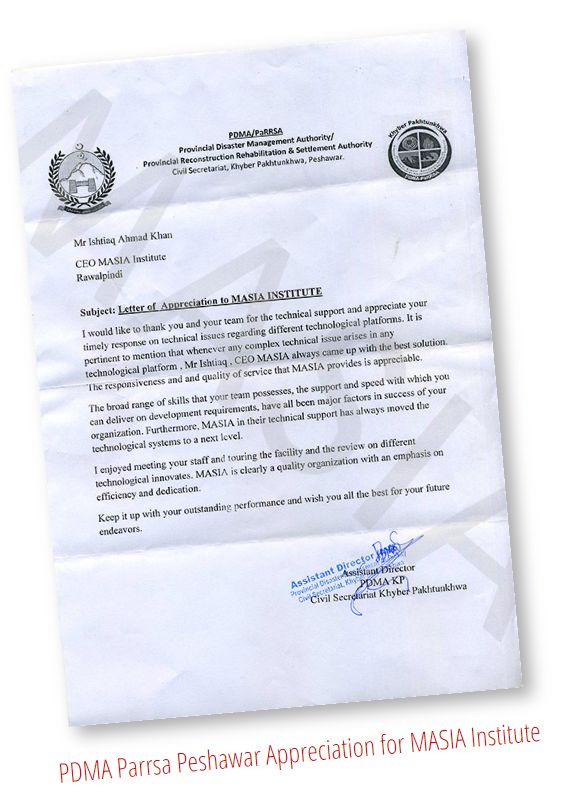 PDMA/PaRRSA
Provincial Disaster Management Authority/
Provincial Reconstruction Rehabilitation & Settlement Authority
Civil Secretariat, Khyber Pakhtunkhwa, Peshawar.
Khyber Pakhtunkhwa
PDMA-PaRRSA
Mr Ishtiaq Ahmad Khan
CEO MASIA Institute
Rawalpindi
Subject: Letter of Appreciation to MASIA INSTITUTE
I would like to thank you and your team for the technical support and appreciate your
timely response on technical issues regarding different technological platforms. It is
pertinent to mention that whenever any complex technical issue arises in any
technological platform , Mr Ishtiaq , CEO MASIA always came up with the best solution.
The responsiveness and and quality of service that MASIA provides is appreciable.
The broad range of skills that your team possesses, the support and speed with which you
can deliver on development requirements, have all been major factors in success of your
organization. Furthermore, MASIA in their technical support has always moved the
technological systems to a next level.
I enjoyed meeting your staff and touring the facility and the review on different
technological innovates. MASIA is clearly a quality organization with an emphasis on
efficiency and dedication.
Keep it up with your outstanding performance and wish you all the best for your future
endeavors.
Assistant Director
Provincial Disaster
Civil Secretariat, Khyber
Assistant Director
PDMA KP
Civil Secretariat Khyber Pakhtunkhwa
MASIA
PDMA Parrsa Peshawar Appreciation for MASIA Institute